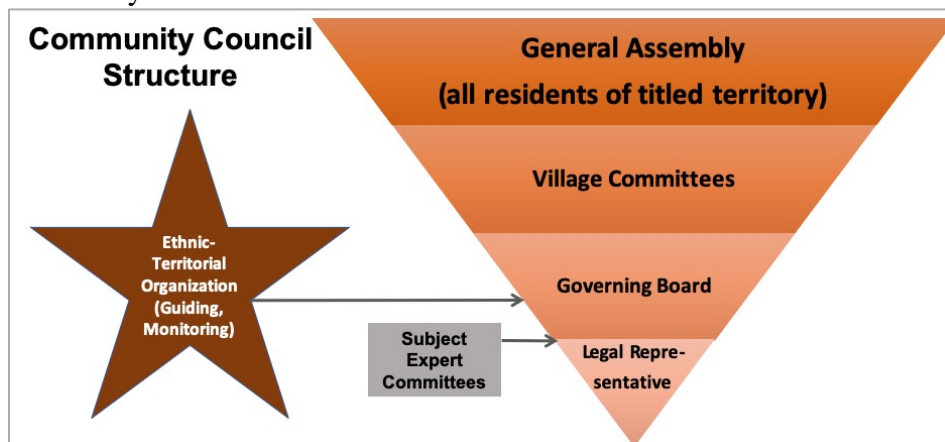 Community Council
Structure
General Assembly
(all residents of titled territory)
Village Committees
Governing Board
Legal Repre-
sentative
Ethnic-
Territorial
Organization
(Guiding,
Monitoring)
Subject
Expert
Committees